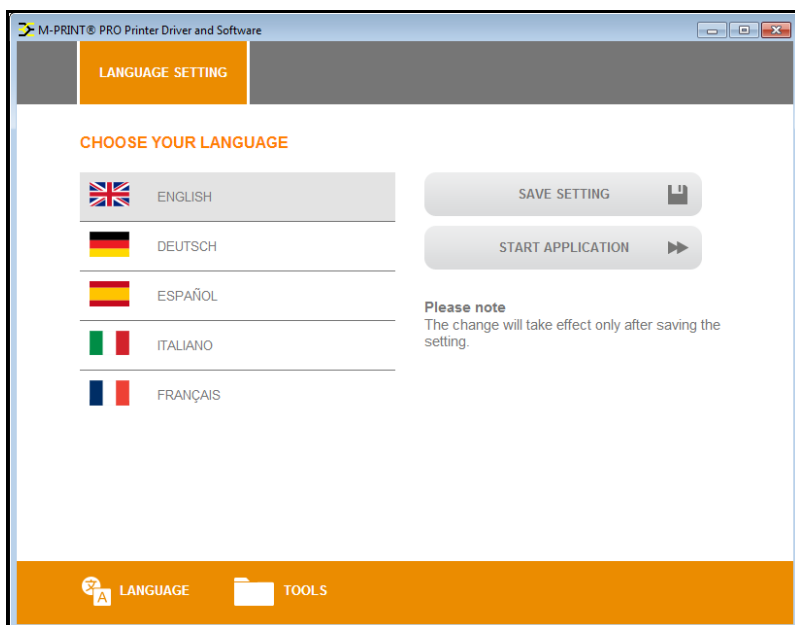 M-PRINT® PRO Printer Driver and Software
LANGUAGE SETTING
CHOOSE YOUR LANGUAGE
ENGLISH
DEUTSCH
ESPAÑOL
ITALIANO
FRANÇAIS
SAVE SETTING
START APPLICATION
Please note
The change will take effect only after saving the
setting.
文 A LANGUAGE
TOOLS